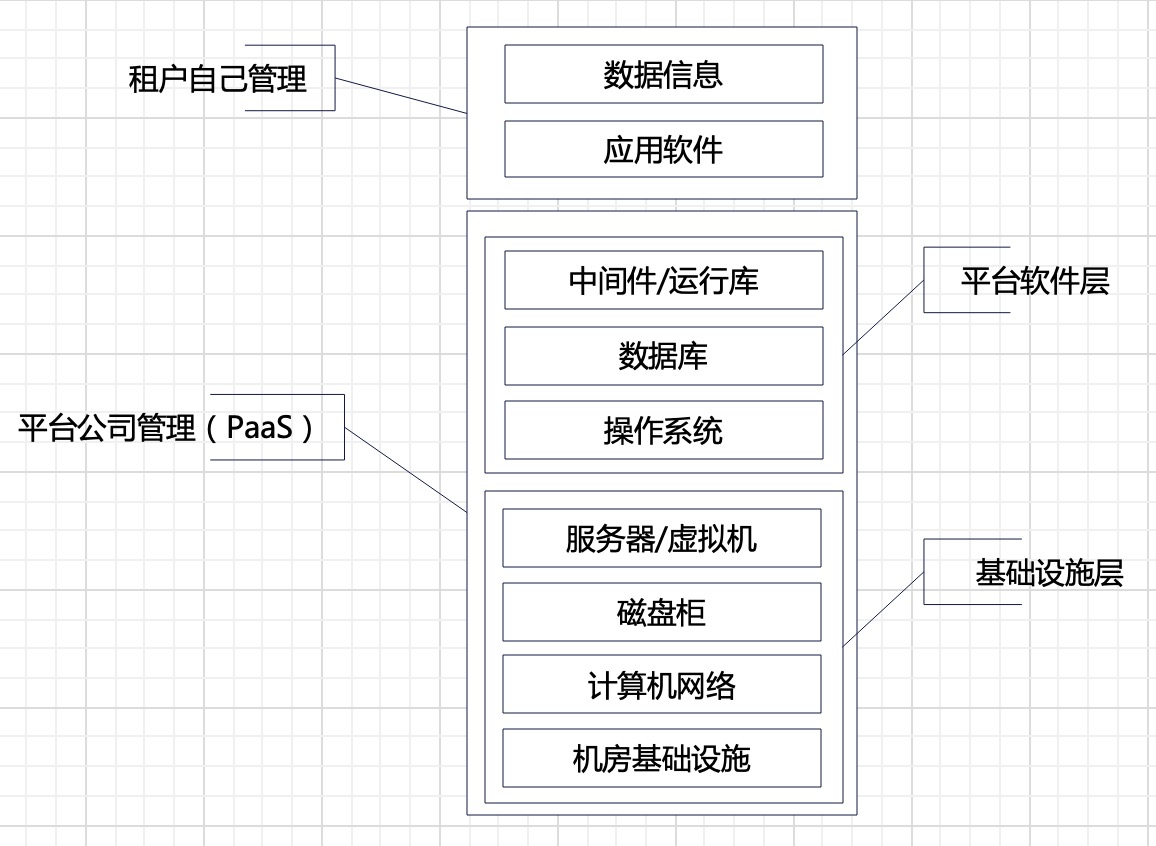 租户自己管理
数据信息
应用软件
中间件/运行库
平台软件层
数据库
平台公司管理（PaaS）
操作系统
服务器/虚拟机
基础设施层
磁盘柜
计算机网络
机房基础设施